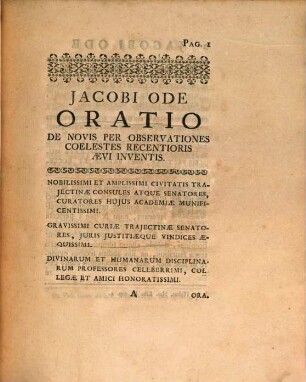 PAG. 1
JACOBI ODE
ORATIO
DE NOVIS PER OBSERVATIONES
COELESTES RECENTIORIS
ÆVI INVENTIS.
NOBILISSIMI ET AMPLISSIMI CIVITATIS TRA-
JECTINÆ CONSULES ATQUE SENATORES,
CURATORES HUJUS ACADEMIÆ MUNIFI-
CENTISSIMI.
GRAVISSIMI CURIÆ TRAJECTINÆ SENATO-
RES, JURIS JUSTITIÆQUE VINDICES Æ-
QUISSIMI.
DIVINARUM ET HUMANARUM DISCIPLINA-
RUM PROFESSORES CELEBERRIMI, COL-
LEGÆ ET AMICI HONORATISSIMI.
A ORA.